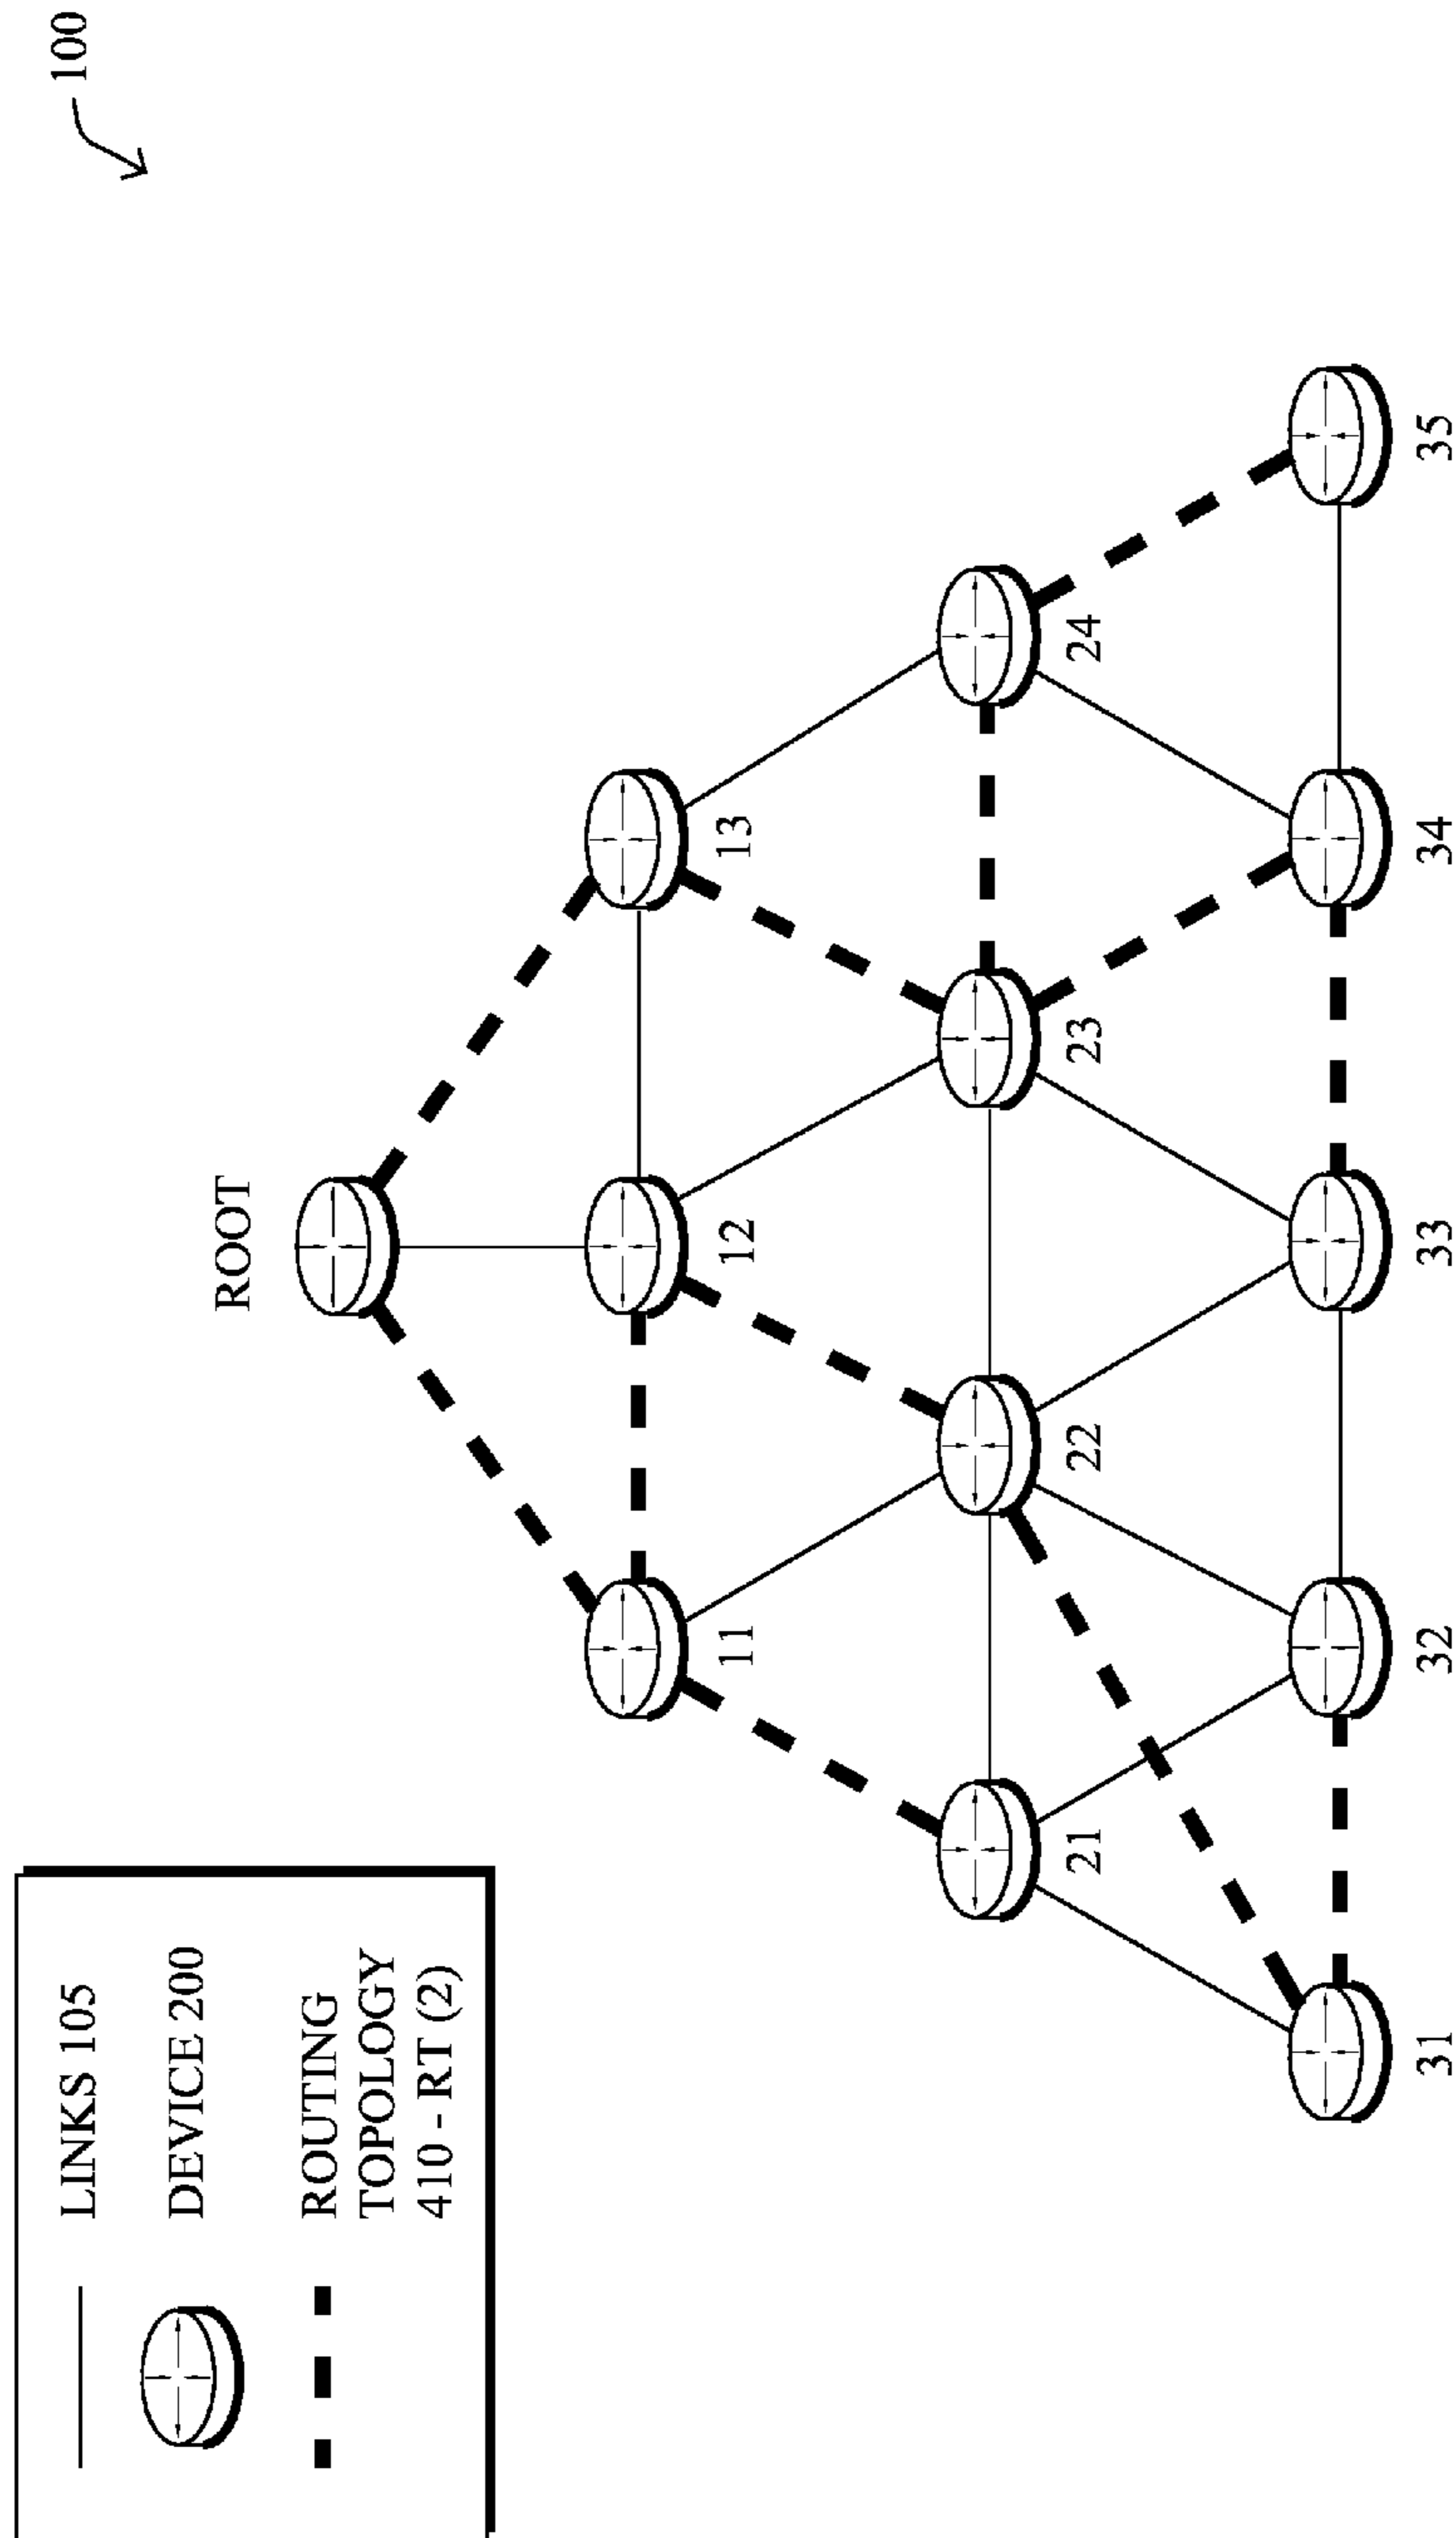 LINKS 105
DEVICE 200
ROUTING
TOPOLOGY
410 - RT (2)
100
ROOT
11
12
13
21
22
23
24
31
32
33
34
35